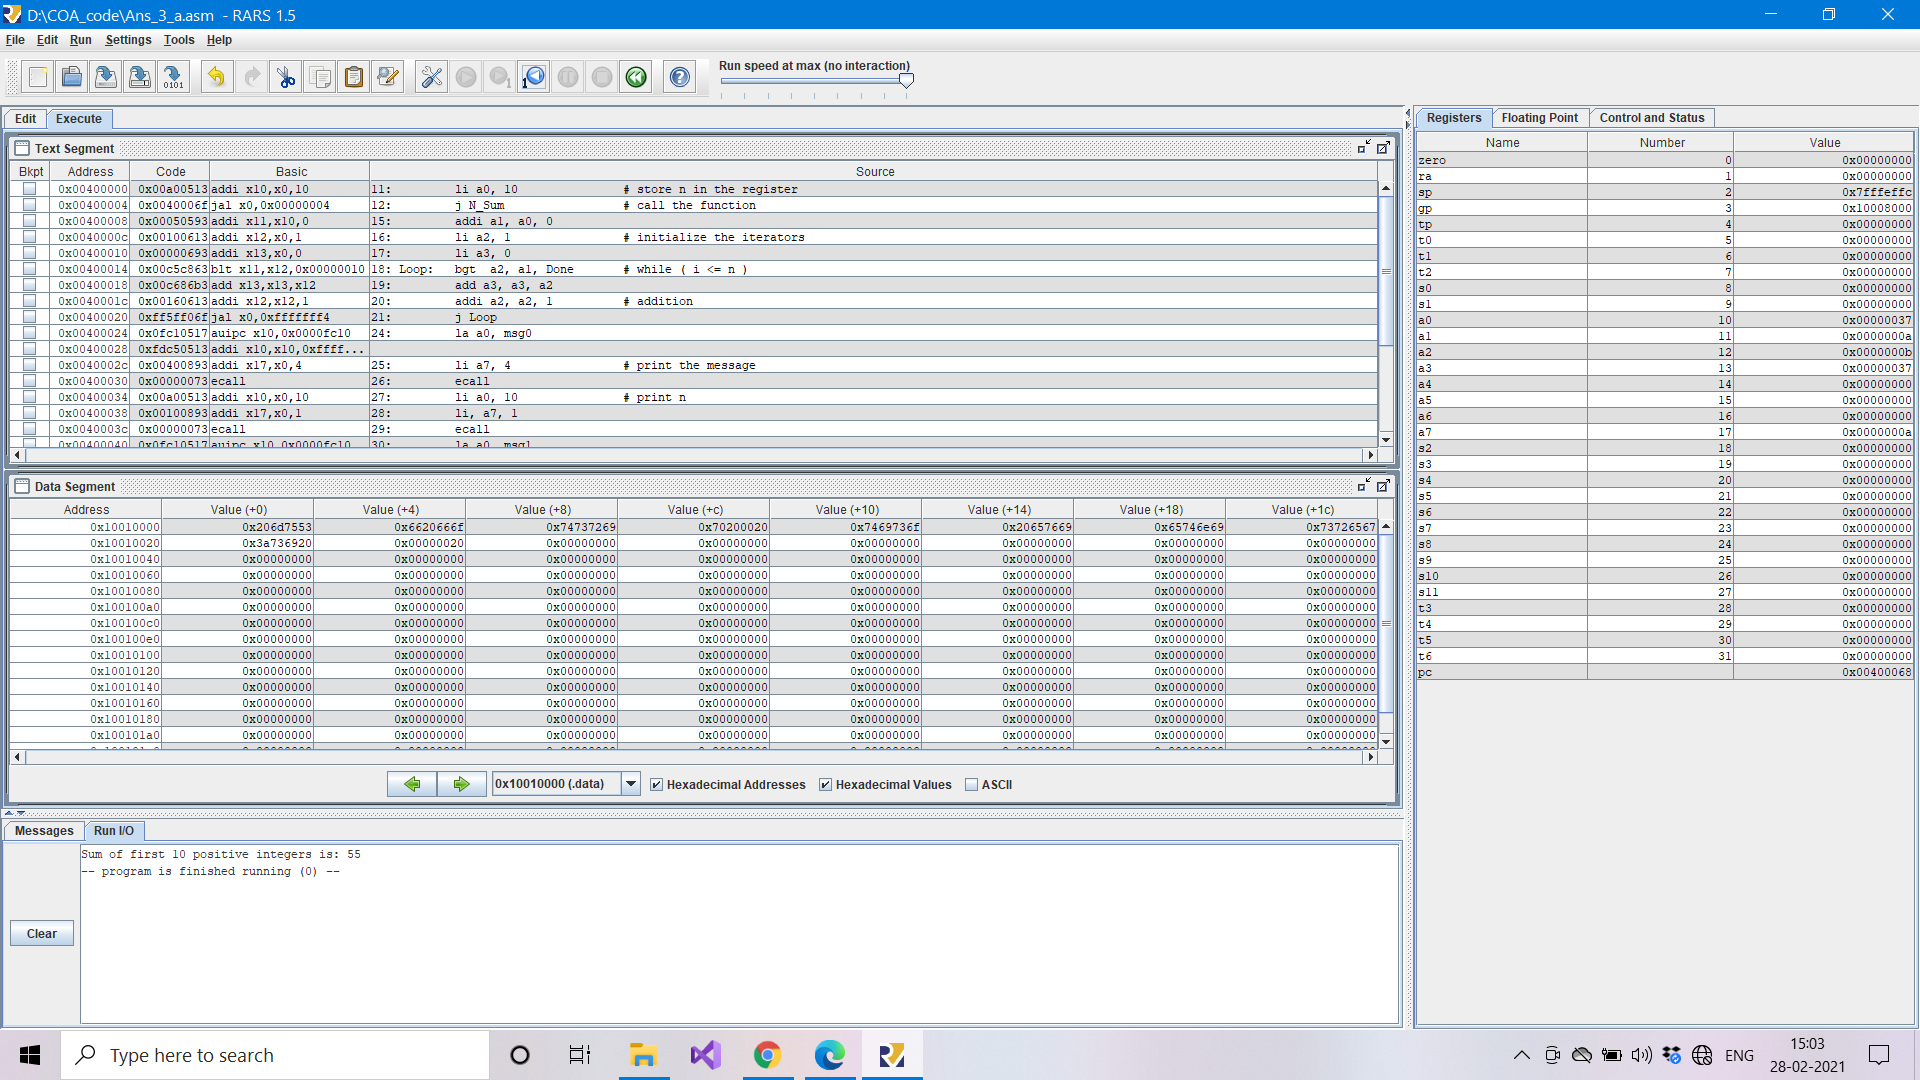 D:\COA_code\Ans_3_a.asm - RARS 1.5
File Edit Run Settings Tools Help
Run speed at max (no interaction)
Edit Execute
Text Segment
Bkpt Address Code Basic Source
0x00400000 0x00a00513 addi x10,x0,10 11: li a0, 10 # store n in the register
0x00400004 0x0040006f jal x0,0x00000004 12: j N_Sum # call the function
0x00400008 0x00050593 addi x11,x10,0 15: addi a1, a0, 0
0x0040000c 0x00100613 addi x12,x0,1 16: li a2, 1 # initialize the iterators
0x00400010 0x00000693 addi x13,x0,0 17: li a3, 0
0x00400014 0x00c5c863 blt x11,x12,0x00000010 18: Loop: bgt a2, a1, Done # while ( i <= n )
0x00400018 0x00c686b3 add x13,x13,x12 19: add a3, a3, a2
0x0040001c 0x00160613 addi x12,x12,1 20: addi a2, a2, 1 # addition
0x00400020 0xff5ff06f jal x0,0xfffffff4 21: j Loop
0x00400024 0x0fc10517 auipc x10,0x0000fc10 24: la a0, msg0
0x00400028 0xfdc50513 addi x10,x10,0xffff...
0x0040002c 0x00400893 addi x17,x0,4 25: li a7, 4 # print the message
0x00400030 0x00000073 ecall 26: ecall
0x00400034 0x00a00513 addi x10,x0,10 27: li a0, 10 # print n
0x00400038 0x00100893 addi x17,x0,1 28: li, a7, 1
0x0040003c 0x00000073 ecall 29: ecall
0x00400040 0x0fc10517 auipc x10,0x0000fc10 30: la a0, msg1
Data Segment
Address Value (+0) Value (+4) Value (+8) Value (+c) Value (+10) Value (+14) Value (+18) Value (+1c)
0x10010000 0x206d7553 0x6620666f 0x74737269 0x70200020 0x7469736f 0x20657669 0x65746e69 0x73726567
0x10010020 0x3a736920 0x00000020 0x00000000 0x00000000 0x00000000 0x00000000 0x00000000 0x00000000
0x10010040 0x00000000 0x00000000 0x00000000 0x00000000 0x00000000 0x00000000 0x00000000 0x00000000
0x10010060 0x00000000 0x00000000 0x00000000 0x00000000 0x00000000 0x00000000 0x00000000 0x00000000
0x10010080 0x00000000 0x00000000 0x00000000 0x00000000 0x00000000 0x00000000 0x00000000 0x00000000
0x100100a0 0x00000000 0x00000000 0x00000000 0x00000000 0x00000000 0x00000000 0x00000000 0x00000000
0x100100c0 0x00000000 0x00000000 0x00000000 0x00000000 0x00000000 0x00000000 0x00000000 0x00000000
0x100100e0 0x00000000 0x00000000 0x00000000 0x00000000 0x00000000 0x00000000 0x00000000 0x00000000
0x10010100 0x00000000 0x00000000 0x00000000 0x00000000 0x00000000 0x00000000 0x00000000 0x00000000
0x10010120 0x00000000 0x00000000 0x00000000 0x00000000 0x00000000 0x00000000 0x00000000 0x00000000
0x10010140 0x00000000 0x00000000 0x00000000 0x00000000 0x00000000 0x00000000 0x00000000 0x00000000
0x10010160 0x00000000 0x00000000 0x00000000 0x00000000 0x00000000 0x00000000 0x00000000 0x00000000
0x10010180 0x00000000 0x00000000 0x00000000 0x00000000 0x00000000 0x00000000 0x00000000 0x00000000
0x100101a0 0x00000000 0x00000000 0x00000000 0x00000000 0x00000000 0x00000000 0x00000000 0x00000000
0x10010000 (.data) Hexadecimal Addresses Hexadecimal Values ASCII
Messages Run I/O
Sum of first 10 positive integers is: 55
-- program is finished running (0) --
Clear
Registers Floating Point Control and Status
Name Number Value
zero 0 0x00000000
ra 1 0x00000000
sp 2 0x7fffeffc
gp 3 0x10008000
tp 4 0x00000000
t0 5 0x00000000
t1 6 0x00000000
t2 7 0x00000000
s0 8 0x00000000
s1 9 0x00000000
a0 10 0x00000037
a1 11 0x0000000a
a2 12 0x0000000b
a3 13 0x00000037
a4 14 0x00000000
a5 15 0x00000000
a6 16 0x00000000
a7 17 0x0000000a
s2 18 0x00000000
s3 19 0x00000000
s4 20 0x00000000
s5 21 0x00000000
s6 22 0x00000000
s7 23 0x00000000
s8 24 0x00000000
s9 25 0x00000000
s10 26 0x00000000
s11 27 0x00000000
t3 28 0x00000000
t4 29 0x00000000
t5 30 0x00000000
t6 31 0x00000000
pc 0x00400068
Type here to search
ENG
15:03
28-02-2021